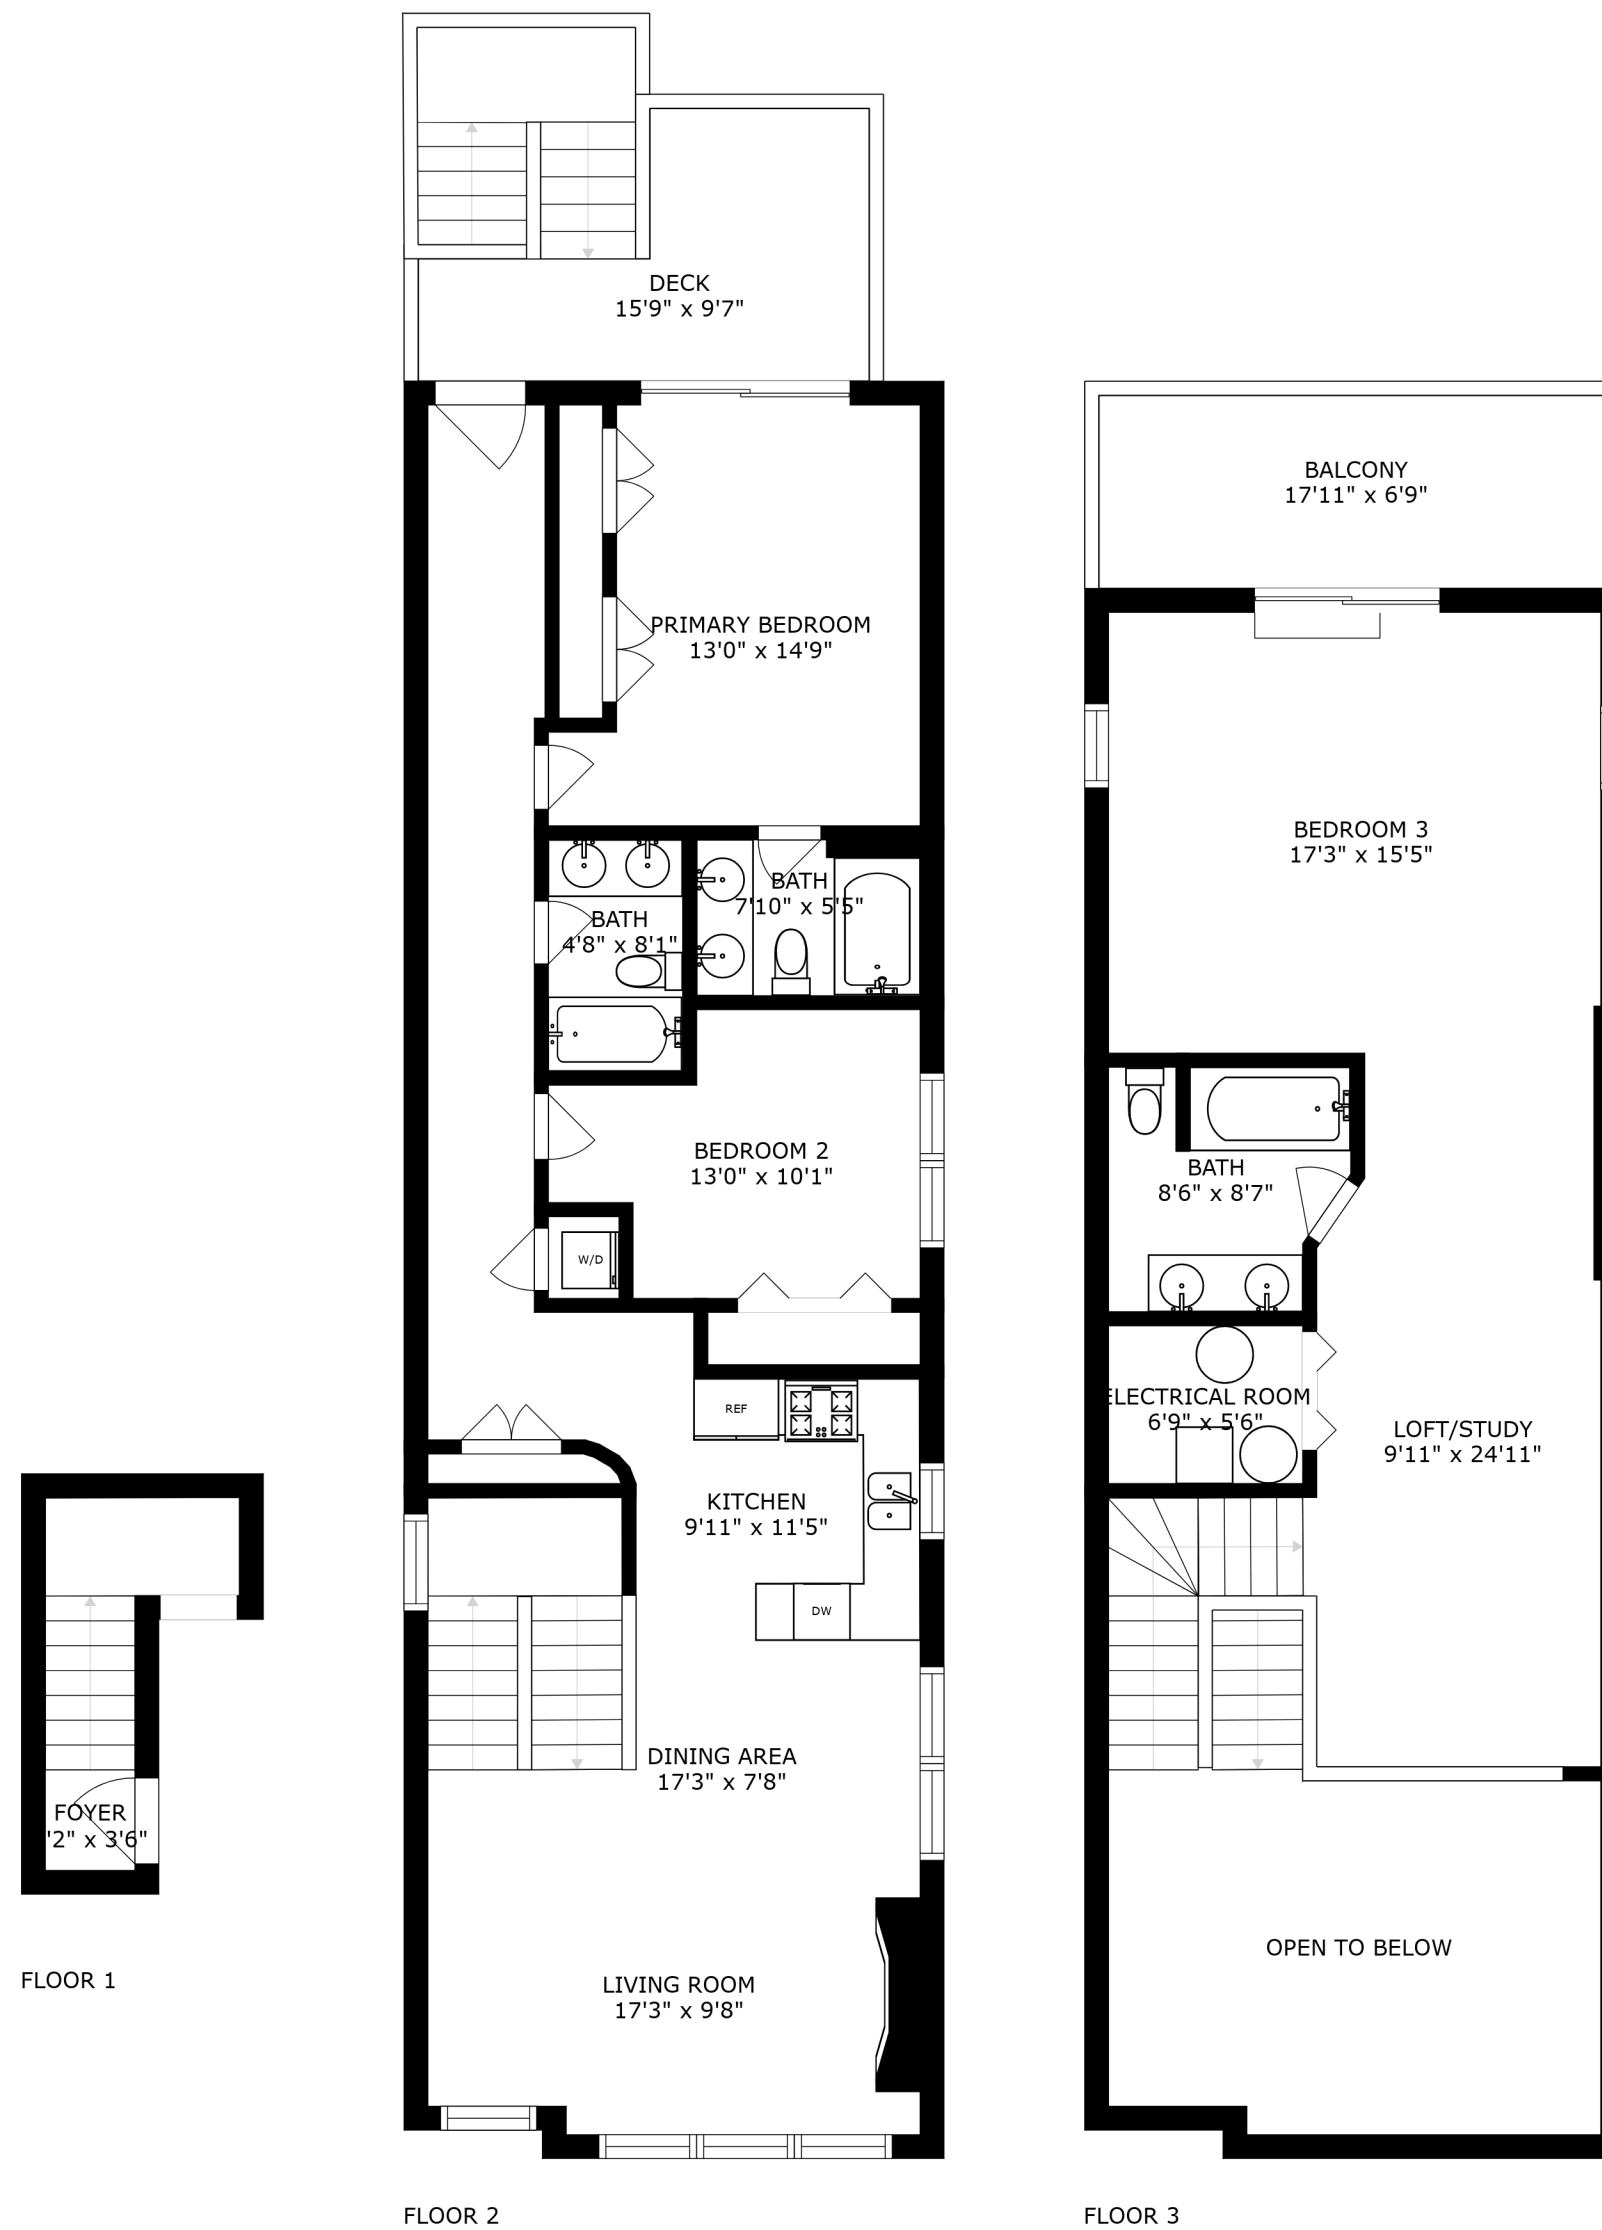 DECK
15'9" x 9'7"
PRIMARY BEDROOM
13'0" x 14'9"
BATH
7'10" x 5'5"
BATH
4'8" x 8'1"
BEDROOM 2
13'0" x 10'1"
W/D
REF
KITCHEN
9'11" x 11'5"
DW
DINING AREA
17'3" x 7'8"
LIVING ROOM
17'3" x 9'8"
FLOOR 2
FOYER
'2" x 3'6"
FLOOR 1
BALCONY
17'11" x 6'9"
BEDROOM 3
17'3" x 15'5"
BATH
8'6" x 8'7"
ELECTRICAL ROOM
6'9" x 5'6"
LOFT/STUDY
9'11" x 24'11"
OPEN TO BELOW
FLOOR 3